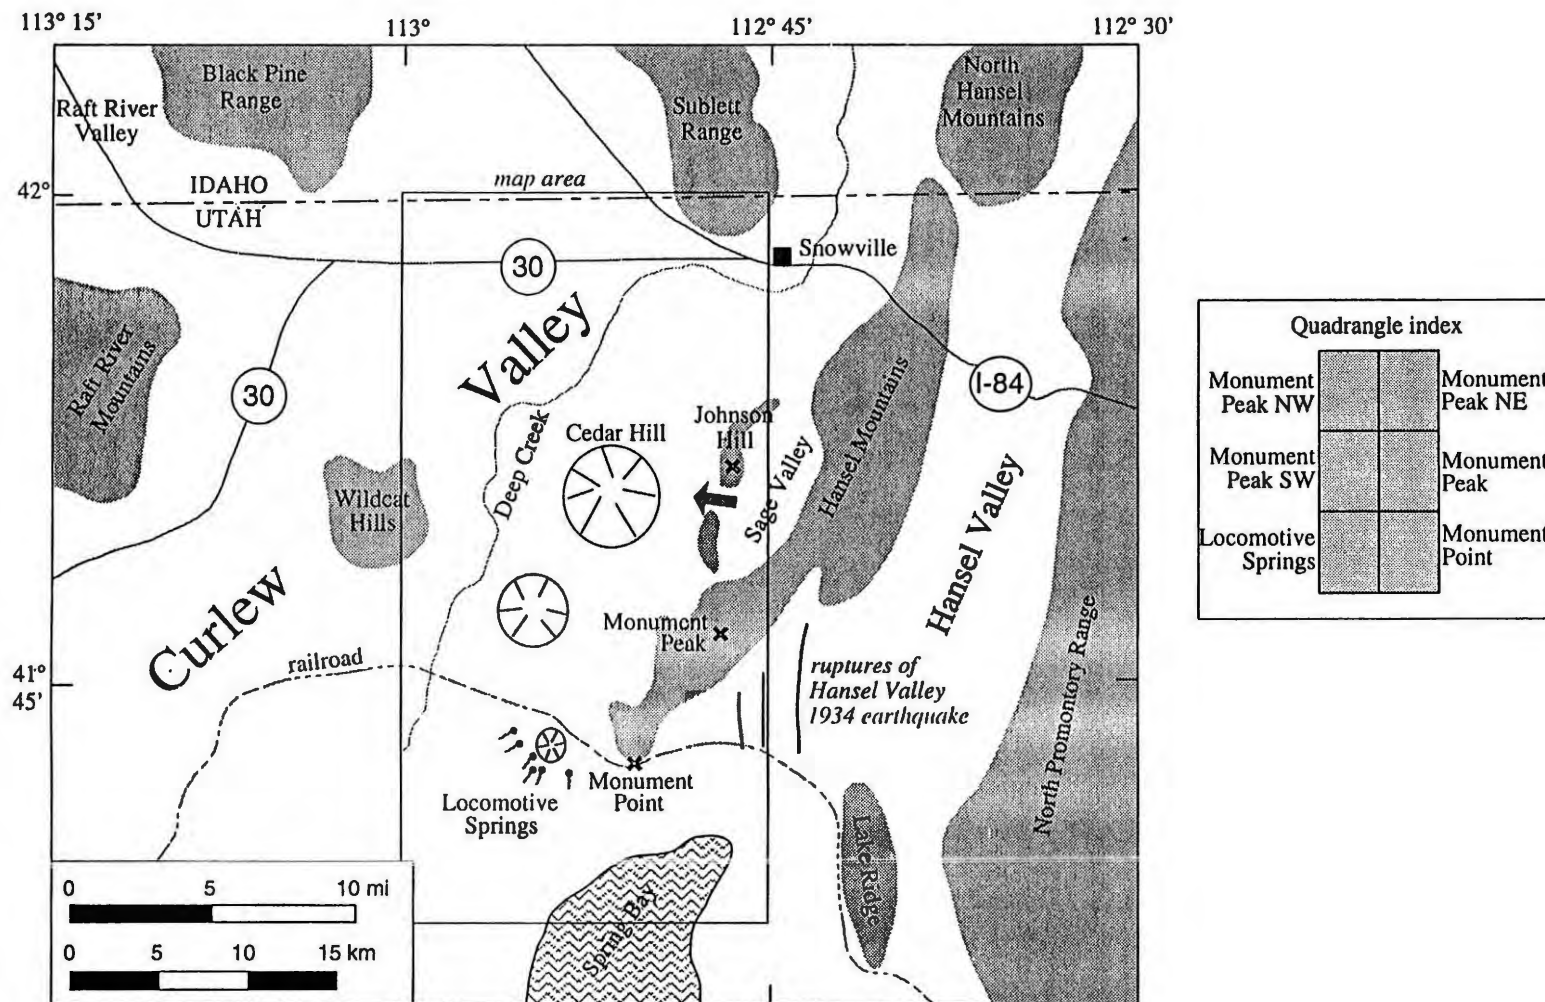 113° 15’
113°
112° 45’
112° 30’
Black Pine
Range
Raft River
Valley
Sublett
Range
North
Hansel
Mountains
42°
IDAHO
UTAH
map area
30
Snowville
Raft River
Mountains
30
Valley
I-84
Deep Creek
Cedar Hill
Johnson
Hill
Sage Valley
Hansel Mountains
Wildcat
Hills
Hansel Valley
Curlew
Monument
Peak
railroad
41°
45’
ruptures of
Hansel Valley
1934 earthquake
North Promontory Range
Locomotive
Springs
Monument
Point
Lake Ridge
Spring Bay
0 5 10 mi
0 5 10 15 km
Quadrangle index
Monument
Peak NW
Monument
Peak NE
Monument
Peak SW
Monument
Peak
Locomotive
Springs
Monument
Point